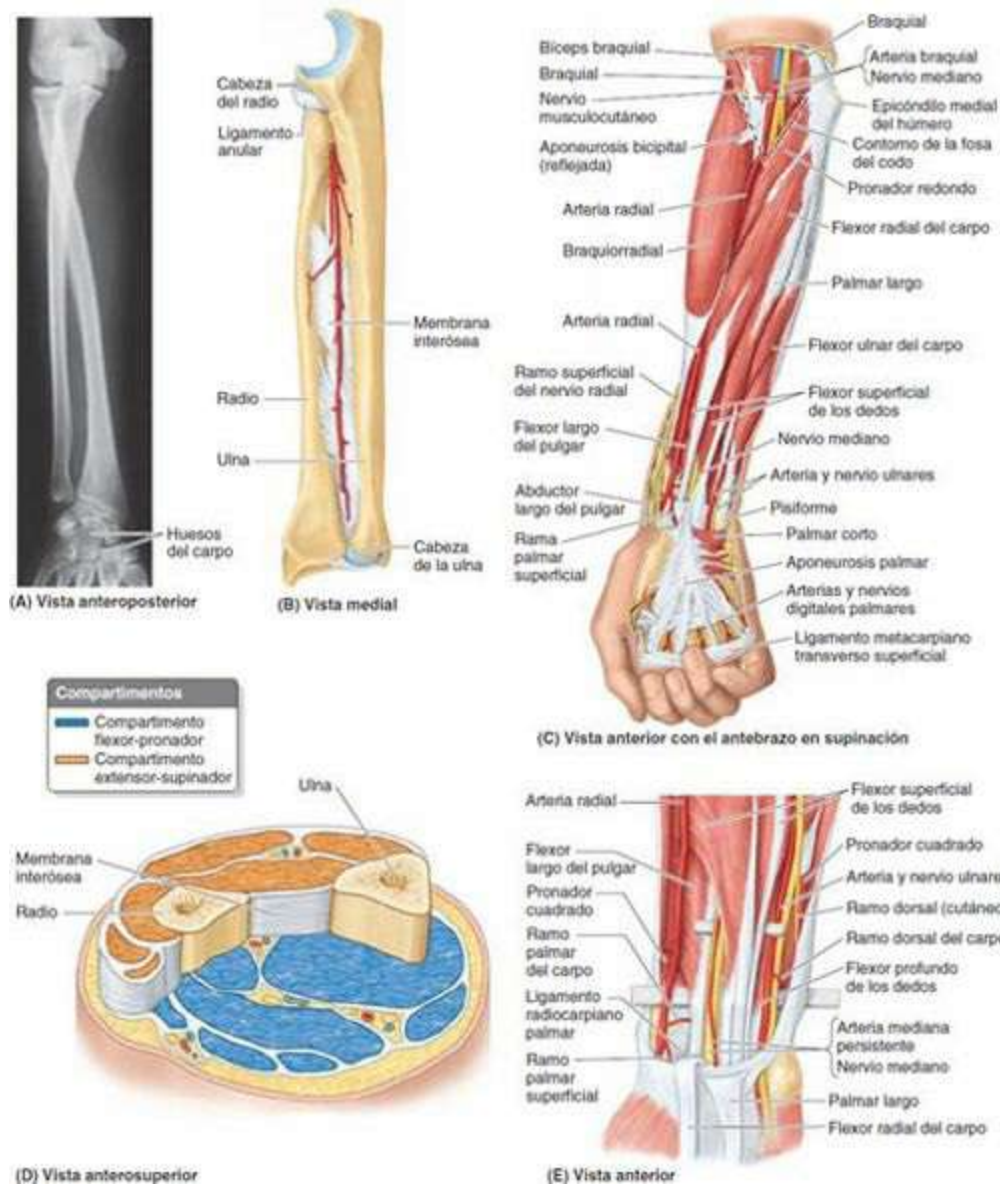 Cabeza
del radio
Ligamento
anular
Membrana
interósea
Radio
Ulna
Huesos
del carpo
Cabeza
de la ulna
(A) Vista anteroposterior
(B) Vista medial
Braquial
Bíceps braquial
Arteria braquial
Braquial
Nervio mediano
Nervio
musculocutáneo
Epicóndilo medial
del húmero
Aponeurosis bicipital
(reflejada)
Contorno de la fosa
del codo
Pronador redondo
Arteria radial
Flexor radial del carpo
Braquiorradial
Palmar largo
Arteria radial
Flexor ulnar del carpo
Ramo superficial
del nervio radial
Flexor superficial
de los dedos
Flexor largo
del pulgar
Nervio mediano
Arteria y nervio ulnares
Abductor
largo del pulgar
Pisiforme
Palmar corto
Rama
palmar
superficial
Aponeurosis palmar
Arterias y nervios
digitales palmares
Ligamento metacarpiano
transverso superficial
(C) Vista anterior con el antebrazo en supinación
Compartimentos
Compartimento
flexor-pronador
Compartimento
extensor-supinador
Ulna
Membrana
interósea
Radio
(D) Vista anterosuperior
Arteria radial
Flexor superficial
de los dedos
Flexor
largo del pulgar
Pronador cuadrado
Pronador
cuadrado
Arteria y nervio ulnare
Ramo dorsal (cutáneo
Ramo
palmar
del carpo
Ramo dorsal del carpo
Flexor profundo
de los dedos
Ligamento
radiocarpiano
palmar
Arteria mediana
persistente
Nervio mediano
Ramo
palmar
superficial
Palmar largo
Flexor radial del carpo
(E) Vista anterior